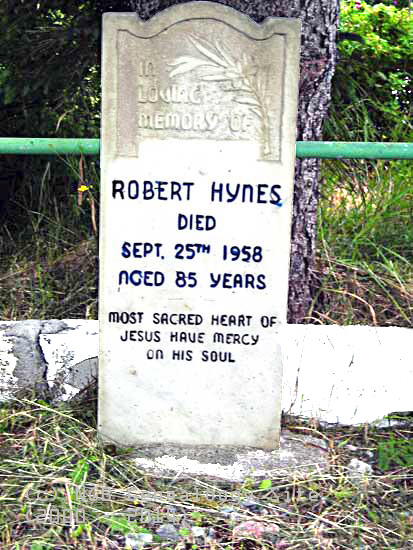 IN
LOVING
MEMORY OF
ROBERT HYNES
DIED
SEPT. 25TH 1958
AGED 85 YEARS
MOST SACRED HEART OF
JESUS HAVE MERCY
ON HIS SOUL